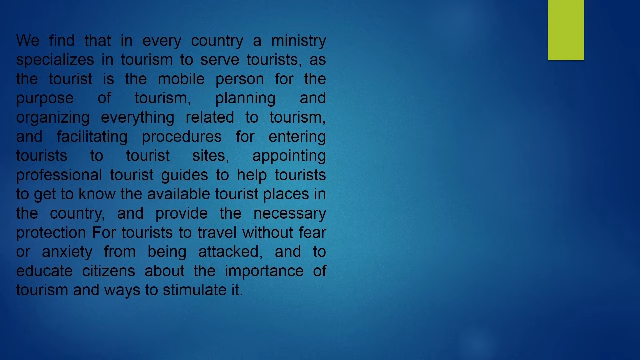 We find that in every country a ministry
specializes in tourism to serve tourists, as
the tourist is the mobile person for the
purpose of tourism, planning and
organizing everything related to tourism,
and facilitating procedures for entering
tourists to tourist sites, appointing
professional tourist guides to help tourists
to get to know the available tourist places in
the country, and provide the necessary
protection For tourists to travel without fear
or anxiety from being attacked, and to
educate citizens about the importance of
tourism and ways to stimulate it.